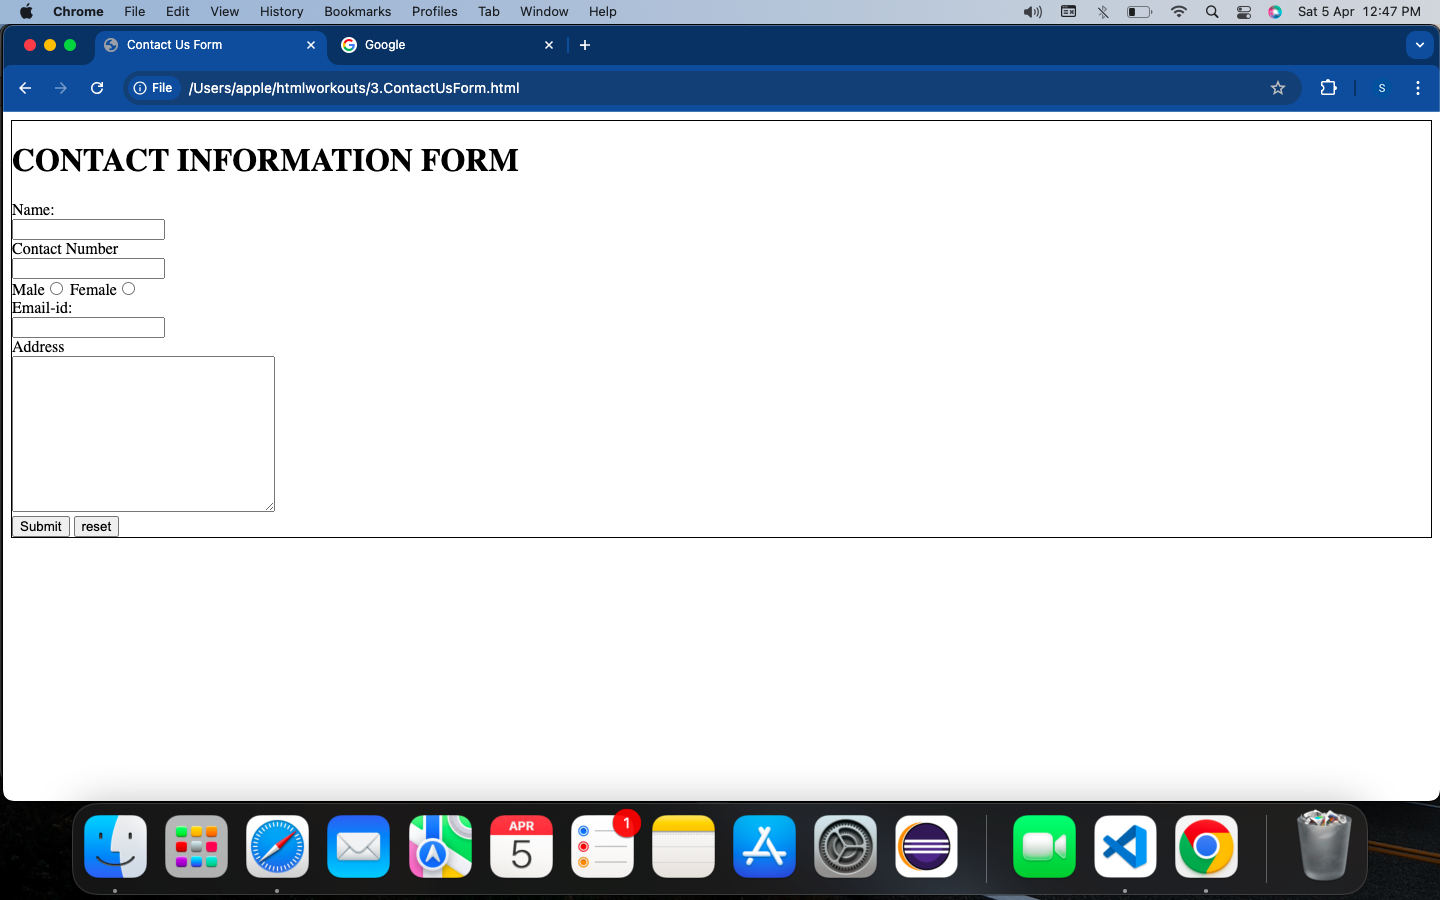 Chrome File Edit View History Bookmarks Profiles Tab Window Help Sat 5 Apr 12:47 PM
Contact Us Form Google
File /Users/apple/htmlworkouts/3.ContactUsForm.html S
CONTACT INFORMATION FORM
Name:
Contact Number
Male Female
Email-id:
Address
Submit reset
APR 1
5